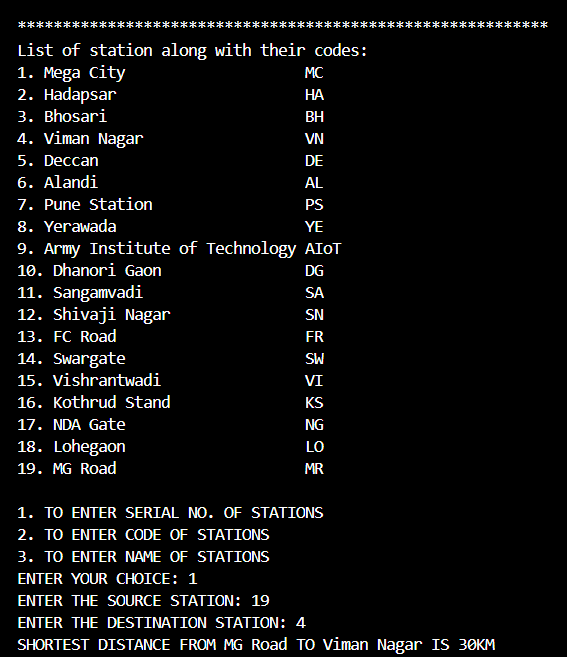 ***********************************************************
List of station along with their codes:
1. Mega City MC
2. Hadapsar HA
3. Bhosari BH
4. Viman Nagar VN
5. Deccan DE
6. Alandi AL
7. Pune Station PS
8. Yerawada YE
9. Army Institute of Technology AIoT
10. Dhanori Gaon DG
11. Sangamvadi SA
12. Shivaji Nagar SN
13. FC Road FR
14. Swargate SW
15. Vishrantwadi VI
16. Kothrud Stand KS
17. NDA Gate NG
18. Lohegaon LO
19. MG Road MR
1. TO ENTER SERIAL NO. OF STATIONS
2. TO ENTER CODE OF STATIONS
3. TO ENTER NAME OF STATIONS
ENTER YOUR CHOICE: 1
ENTER THE SOURCE STATION: 19
ENTER THE DESTINATION STATION: 4
SHORTEST DISTANCE FROM MG Road TO Viman Nagar IS 30KM